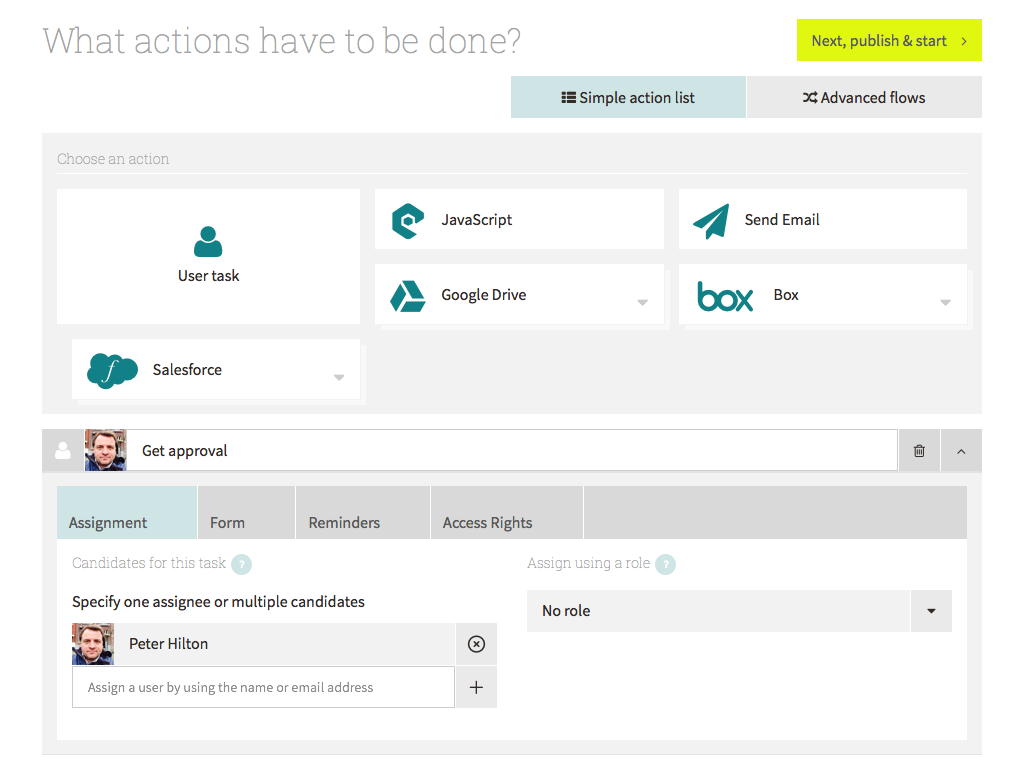 What actions have to be done?
Next, publish & start
Simple action list
Advanced flows
Choose an action
User task
JavaScript
Send Email
Google Drive
box Box
f Salesforce
Get approval
Assignment
Form
Reminders
Access Rights
Candidates for this task ?
Assign using a role ?
Specify one assignee or multiple candidates
No role
Peter Hilton
Assign a user by using the name or email address